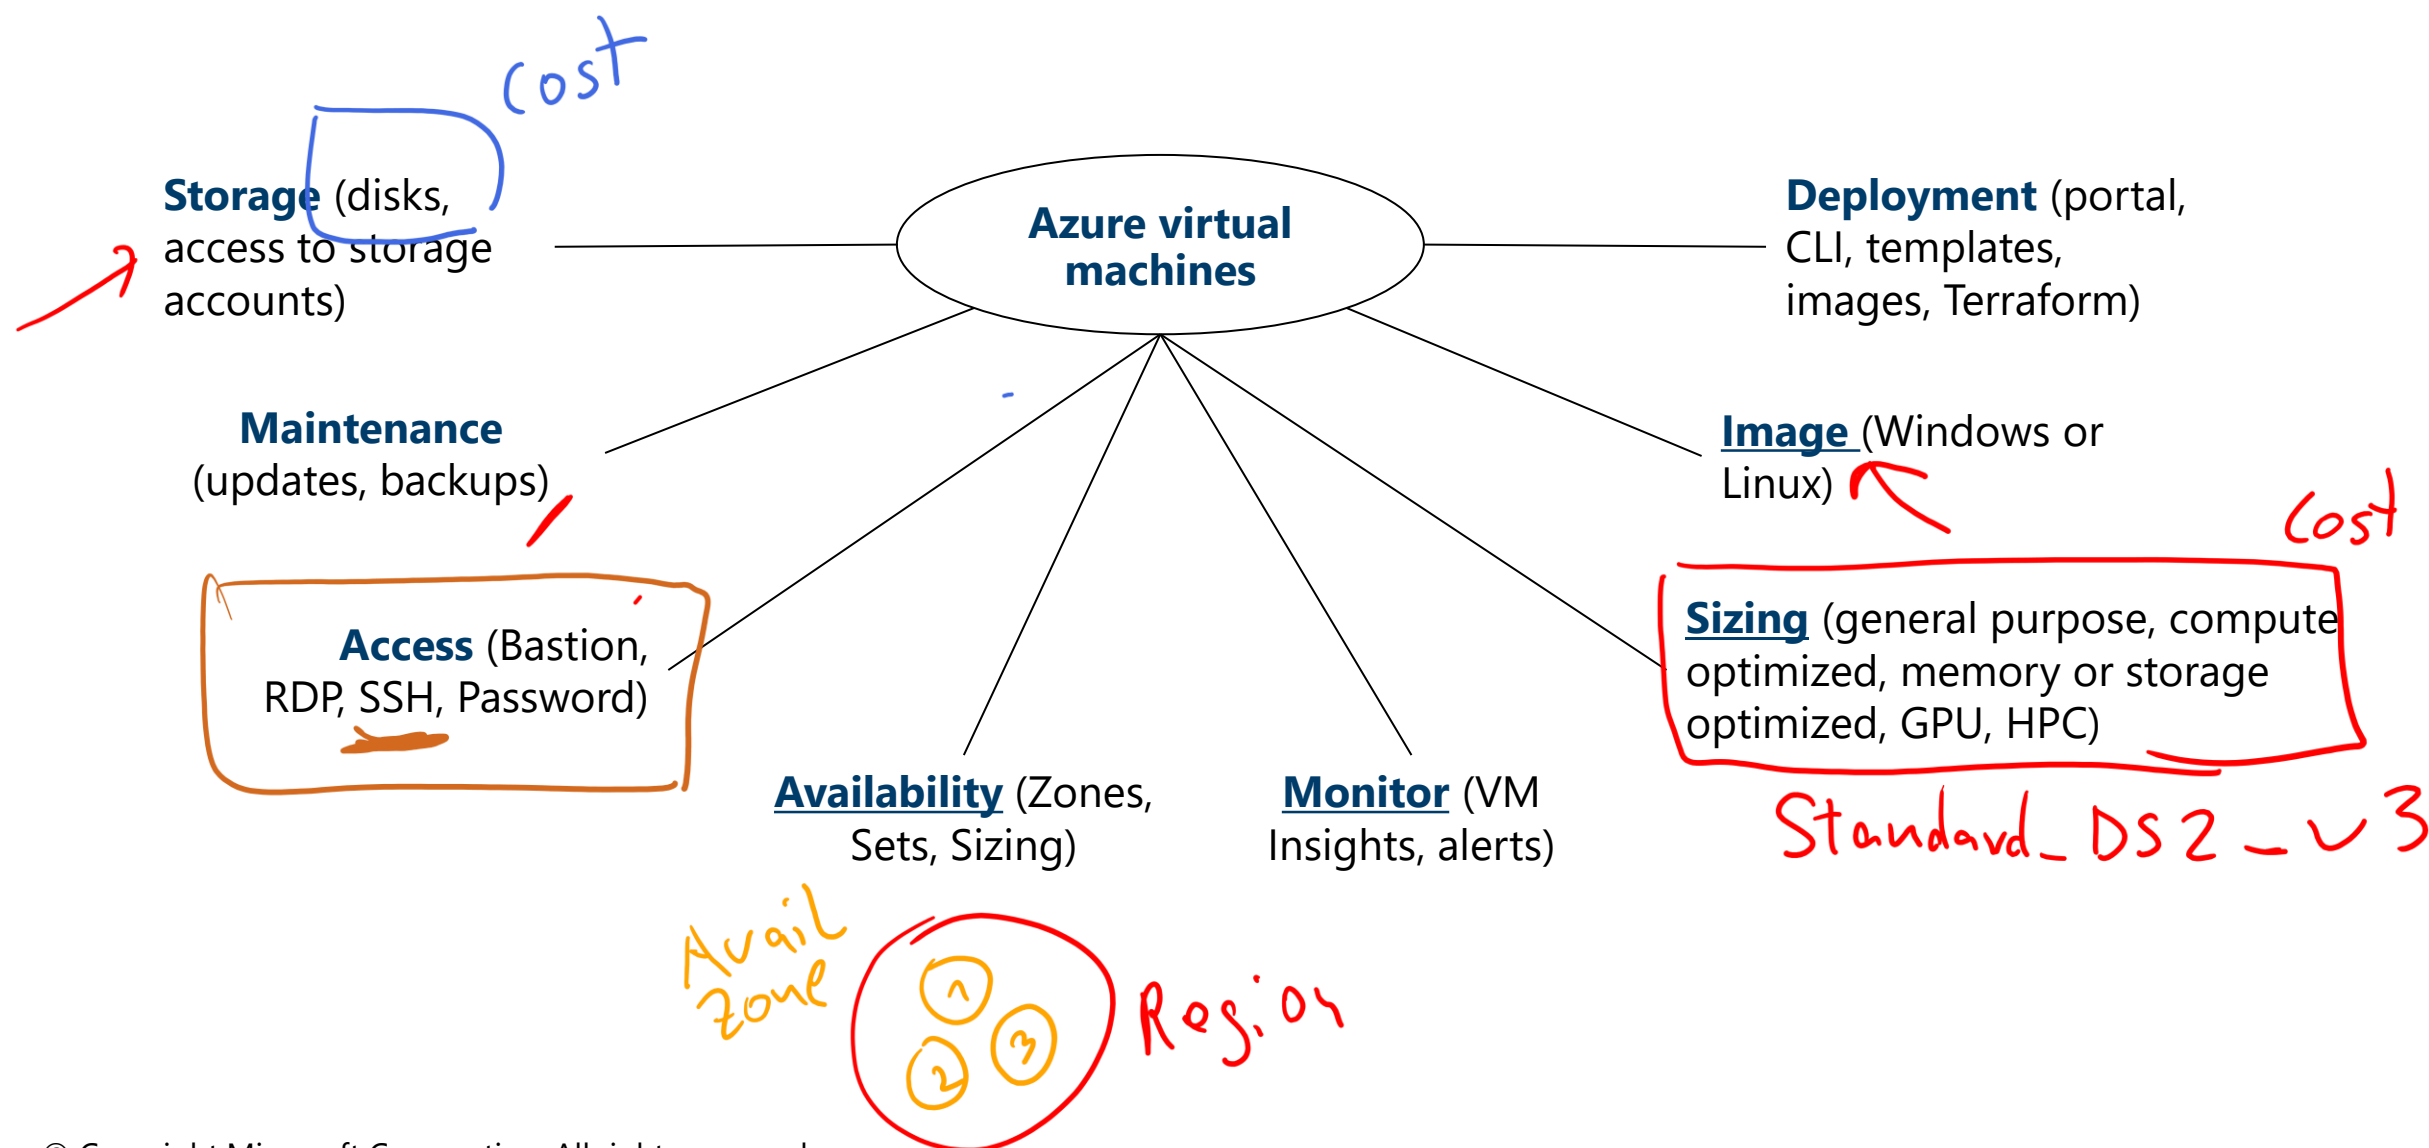 Cost
Azure virtual
machines
Storage (disks,
access to storage
accounts)
Deployment (portal,
CLI, templates,
images, Terraform)
Maintenance
(updates, backups)
Image (Windows or
Linux)
Cost
Access (Bastion,
RDP, SSH, Password)
Sizing (general purpose, compute
optimized, memory or storage
optimized, GPU, HPC)
Availability (Zones,
Sets, Sizing)
Monitor (VM
Insights, alerts)
Standard_DS2_v3
Avail
Zone
1
2
3
Region